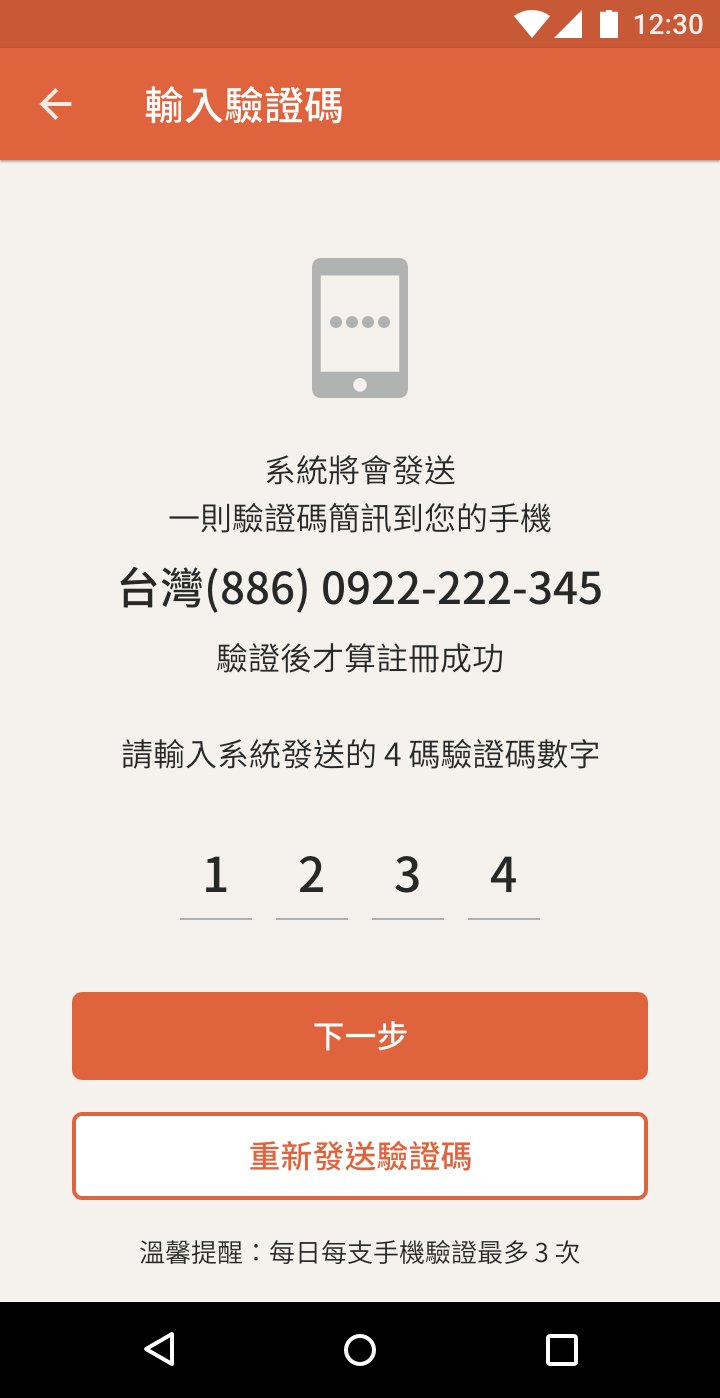 12:30
輸入驗證碼
系統將會發送
一則驗證碼簡訊到您的手機
台灣(886) 0922-222-345
驗證後才算註冊成功
請輸入系統發送的 4 碼驗證碼數字
1 2 3 4
下一步
重新發送驗證碼
溫馨提醒：每日每支手機驗證最多 3 次